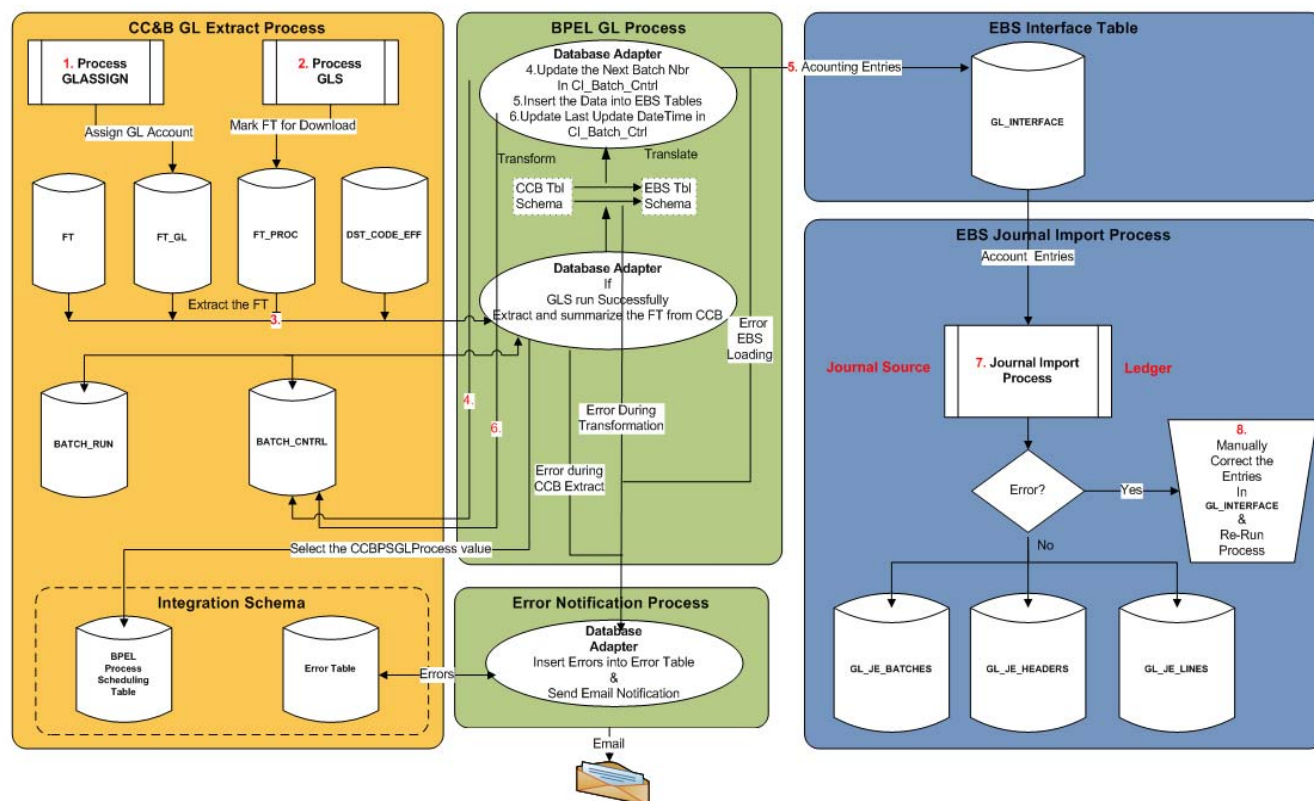 CC&B GL Extract Process
1. Process
GLASSIGN
2. Process
GLS
Assign GL Account
Mark FT for Download
FT
FT_GL
FT_PROC
DST_CODE_EFF
Extract the FT
3.
BATCH_RUN
BATCH_CNTRL
Select the CCBPSGLProcess value
Integration Schema
BPEL
Process
Scheduling
Table
Error Table
Errors
BPEL GL Process
Database Adapter
4.Update the Next Batch Nbr
In CI_Batch_Cntrl
5.Insert the Data into EBS Tables
6.Update Last Update DateTime in
CI_Batch_Ctrl
Transform
Translate
CCB Tbl
Schema
EBS Tbl
Schema
Database Adapter
If
GLS run Successfully
Extract and summarize the FT from CCB
4.
6.
Error
EBS
Loading
Error During
Transformation
Error during
CCB Extract
Error Notification Process
Database
Adapter
Insert Errors into Error Table
&
Send Email Notification
Email
EBS Interface Table
5. Acounting Entries
GL_INTERFACE
EBS Journal Import Process
Account Entries
Journal Source
7. Journal Import
Process
Ledger
Error?
Yes
No
8.
Manually
Correct the
Entries
In
GL_INTERFACE
&
Re-Run
Process
GL_JE_BATCHES
GL_JE_HEADERS
GL_JE_LINES